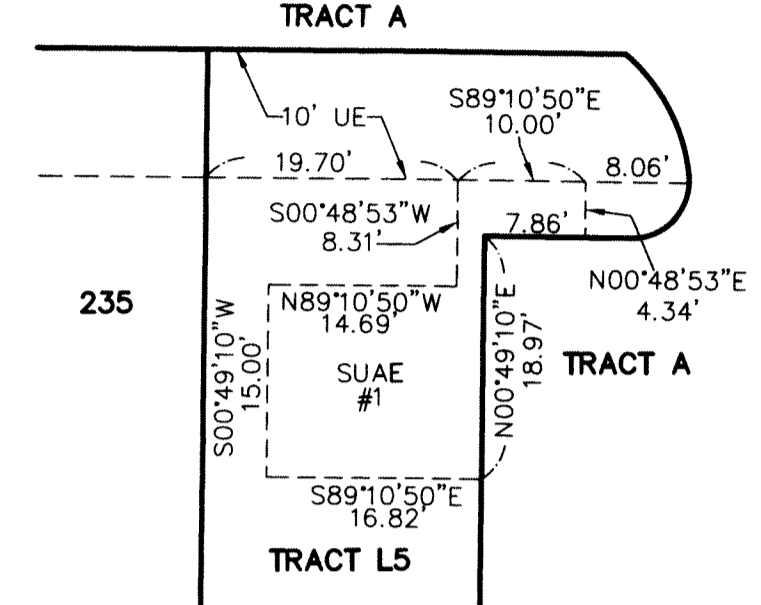 TRACT A
S89°10'50"E
10.00'
10' UE
19.70'
8.06'
S00°48'53"W
8.31'
7.86'
N00°48'53"E
4.34'
235
N89°10'50"W
14.69'
S00°49'10"W
15.00'
SUAE
#1
N00°49'10"E
18.97'
TRACT A
S89°10'50"E
16.82'
TRACT L5